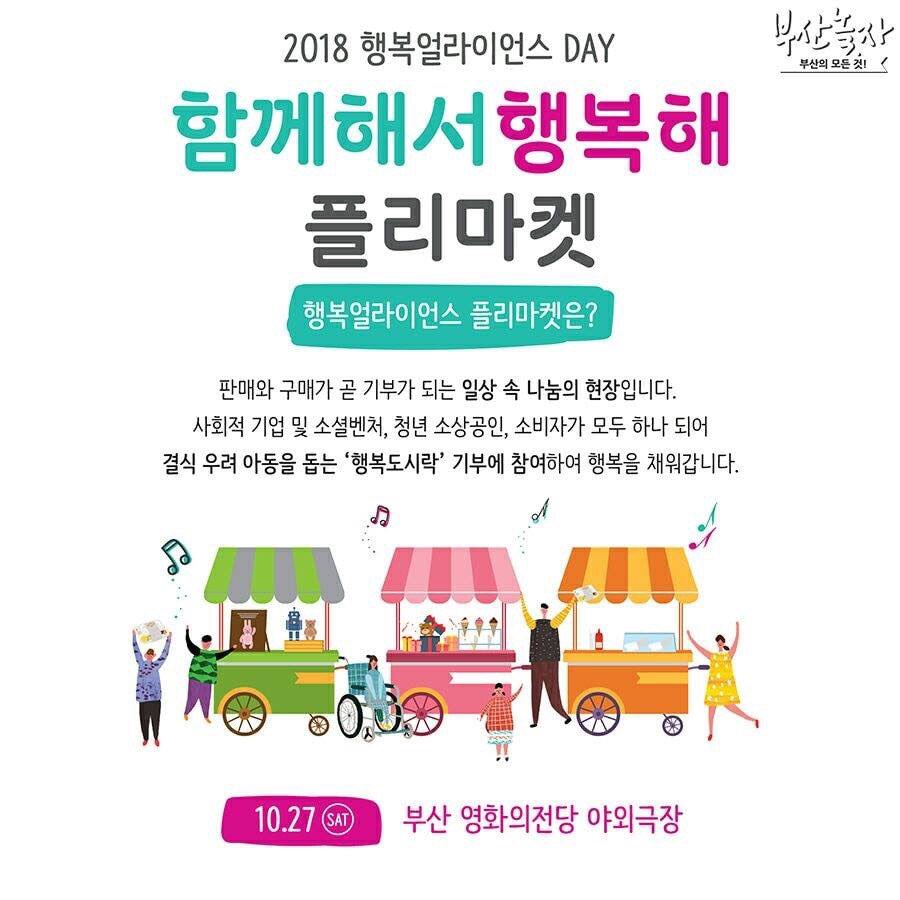 2018 행복얼라이언스 DAY
부산놀자
부산의 모든 것!
함께해서행복해
플리마켓
행복얼라이언스 플리마켓은?
판매와 구매가 곧 기부가 되는 일상 속 나눔의 현장입니다.
사회적 기업 및 소셜벤처, 청년 소상공인, 소비자가 모두 하나 되어
결식 우려 아동을 돕는 ‘행복도시락’ 기부에 참여하여 행복을 채워갑니다.
10.27 SAT 부산 영화의전당 야외극장